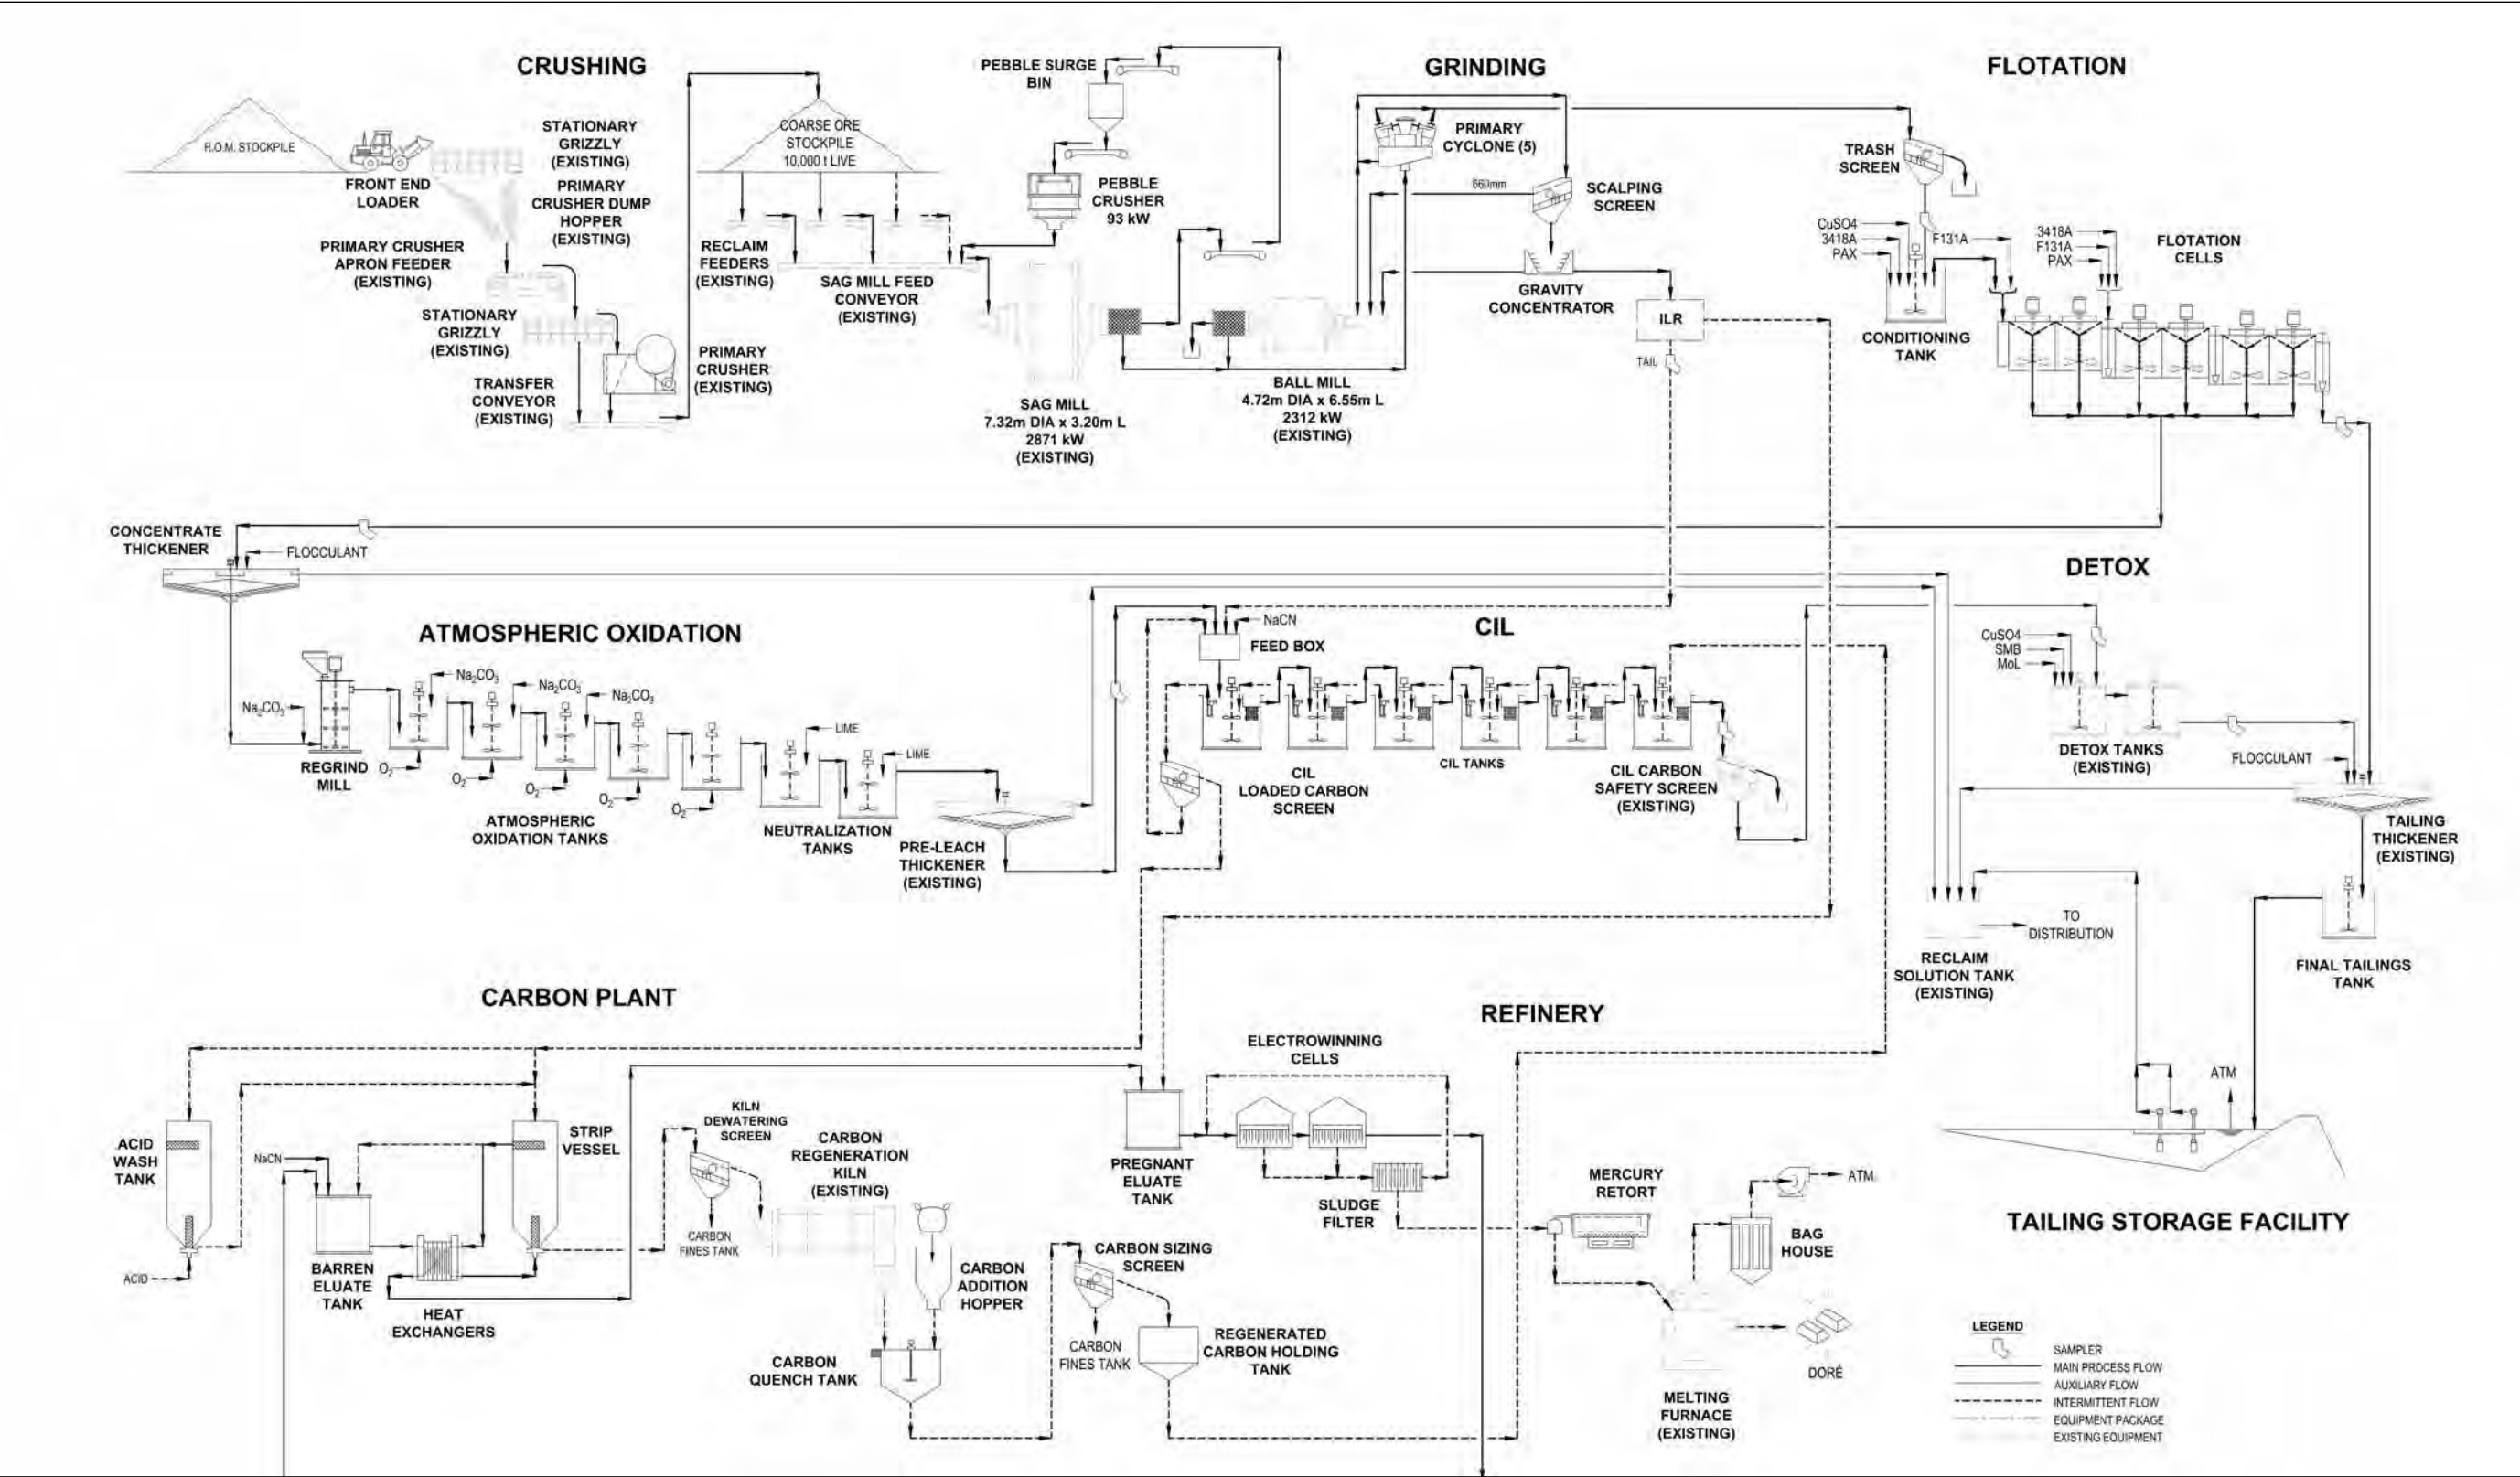 CRUSHING
GRINDING
FLOTATION
R.O.M. STOCKPILE
FRONT END
LOADER
STATIONARY
GRIZZLY
(EXISTING)
PRIMARY
CRUSHER DUMP
HOPPER
(EXISTING)
PRIMARY CRUSHER
APRON FEEDER
(EXISTING)
STATIONARY
GRIZZLY
(EXISTING)
TRANSFER
CONVEYOR
(EXISTING)
PRIMARY
CRUSHER
(EXISTING)
COARSE ORE
STOCKPILE
10,000 t LIVE
RECLAIM
FEEDERS
(EXISTING)
SAG MILL FEED
CONVEYOR
(EXISTING)
PEBBLE SURGE
BIN
PEBBLE
CRUSHER
93 kW
SAG MILL
7.32m DIA x 3.20m L
2871 kW
(EXISTING)
PRIMARY
CYCLONE (5)
660mm
SCALPING
SCREEN
GRAVITY
CONCENTRATOR
ILR
TAIL
BALL MILL
4.72m DIA x 6.55m L
2312 kW
(EXISTING)
TRASH
SCREEN
CuSO4
3418A
PAX
F131A
3418A
F131A
PAX
FLOTATION
CELLS
CONDITIONING
TANK
CONCENTRATE
THICKENER
FLOCCULANT
ATMOSPHERIC OXIDATION
Na2CO3
Na2CO3
Na2CO3
Na2CO3
REGRIND
MILL
O2
O2
O2
O2
O2
ATMOSPHERIC
OXIDATION TANKS
LIME
LIME
NEUTRALIZATION
TANKS
PRE-LEACH
THICKENER
(EXISTING)
CIL
NaCN
FEED BOX
CIL
LOADED CARBON
SCREEN
CIL TANKS
CIL CARBON
SAFETY SCREEN
(EXISTING)
DETOX
CuSO4
SMB
MoL
DETOX TANKS
(EXISTING)
FLOCCULANT
TAILING
THICKENER
(EXISTING)
TO
DISTRIBUTION
RECLAIM
SOLUTION TANK
(EXISTING)
FINAL TAILINGS
TANK
CARBON PLANT
ACID
WASH
TANK
ACID
NaCN
BARREN
ELUATE
TANK
HEAT
EXCHANGERS
STRIP
VESSEL
KILN
DEWATERING
SCREEN
CARBON
FINES TANK
CARBON
REGENERATION
KILN
(EXISTING)
CARBON
ADDITION
HOPPER
CARBON
QUENCH TANK
CARBON SIZING
SCREEN
CARBON
FINES TANK
REGENERATED
CARBON HOLDING
TANK
REFINERY
ELECTROWINNING
CELLS
PREGNANT
ELUATE
TANK
SLUDGE
FILTER
MERCURY
RETORT
BAG
HOUSE
ATM
MELTING
FURNACE
(EXISTING)
DORÉ
ATM
TAILING STORAGE FACILITY
LEGEND
SAMPLER
MAIN PROCESS FLOW
AUXILIARY FLOW
INTERMITTENT FLOW
EQUIPMENT PACKAGE
EXISTING EQUIPMENT